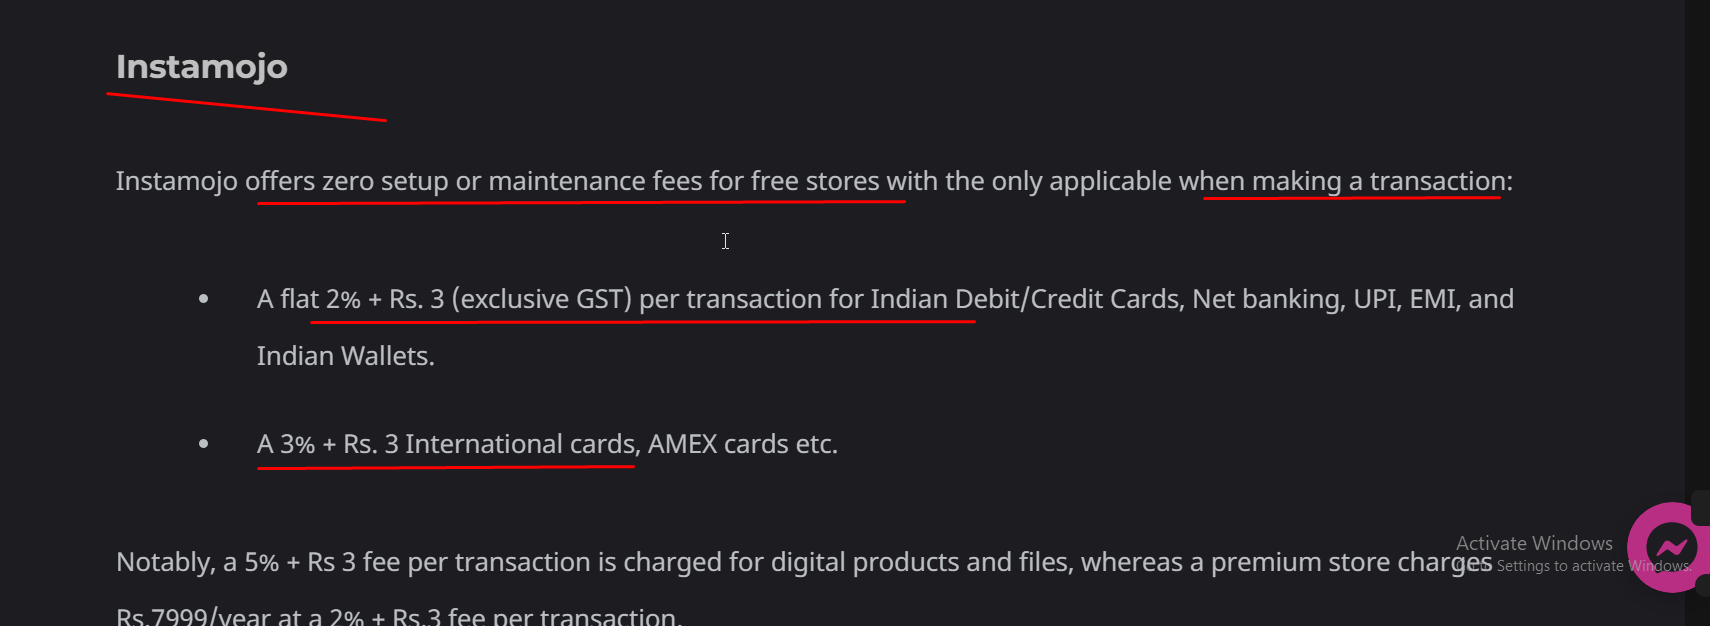 Instamojo
Instamojo offers zero setup or maintenance fees for free stores with the only applicable when making a transaction:
• A flat 2% + Rs. 3 (exclusive GST) per transaction for Indian Debit/Credit Cards, Net banking, UPI, EMI, and
Indian Wallets.
• A 3% + Rs. 3 International cards, AMEX cards etc.
Notably, a 5% + Rs 3 fee per transaction is charged for digital products and files, whereas a premium store charges
Rs.7999/year at a 2% + Rs.3 fee per transaction.
Activate Windows
Settings to activate Windows.